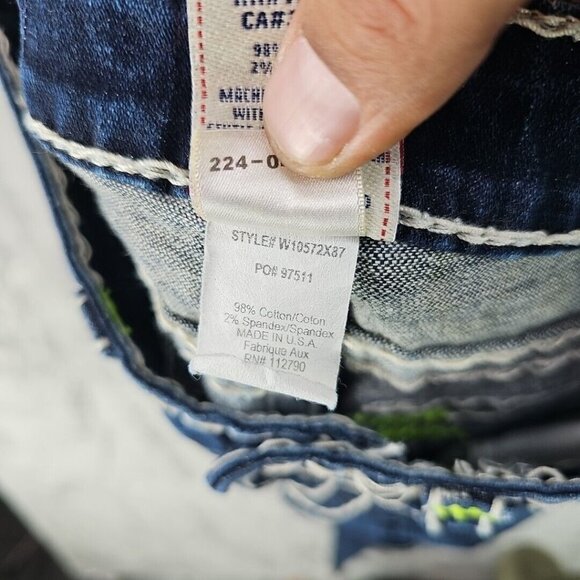 CA#
98%
2%
MACHI
WITH
224-0
STYLE# W10572X87
PO# 97511
98% Cotton/Coton
2% Spandex/Spandex
MADE IN U.S.A.
Fabrique Aux
RN# 112790